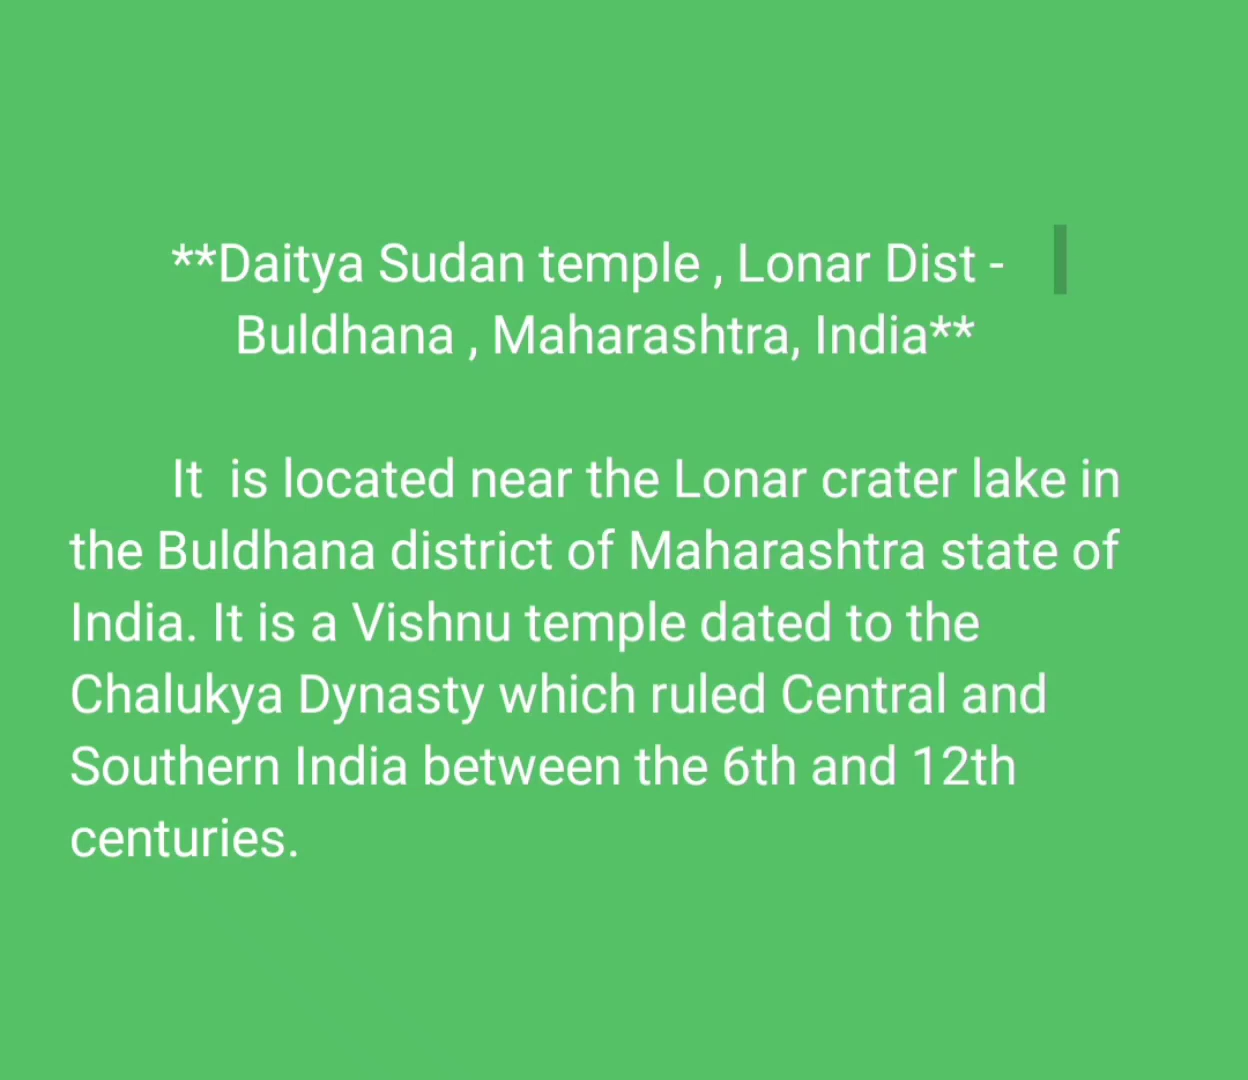 **Daitya Sudan temple , Lonar Dist -
Buldhana , Maharashtra, India**
It  is located near the Lonar crater lake in
the Buldhana district of Maharashtra state of
India. It is a Vishnu temple dated to the
Chalukya Dynasty which ruled Central and
Southern India between the 6th and 12th
centuries.